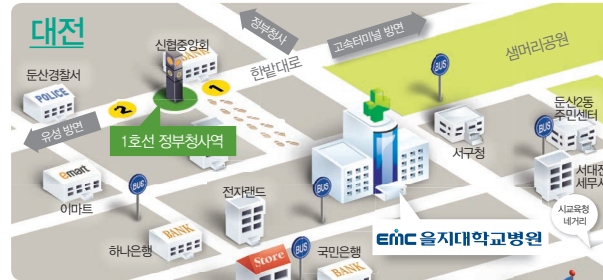 대전
정부청사
고속터미널 방면
신협중앙회
BANK
한밭대로
샘머리공원
둔산경찰서
POLICE
BUS
1
2
둔산2동
주민센터
유성 방면
1호선 정부청사역
BUS
서구청
emart
서대전
세무서
이마트
BUS
전자랜드
BUS
시교육청
네거리
EMC 을지대학교병원
하나은행
BANK
Store
BUS
국민은행
BANK